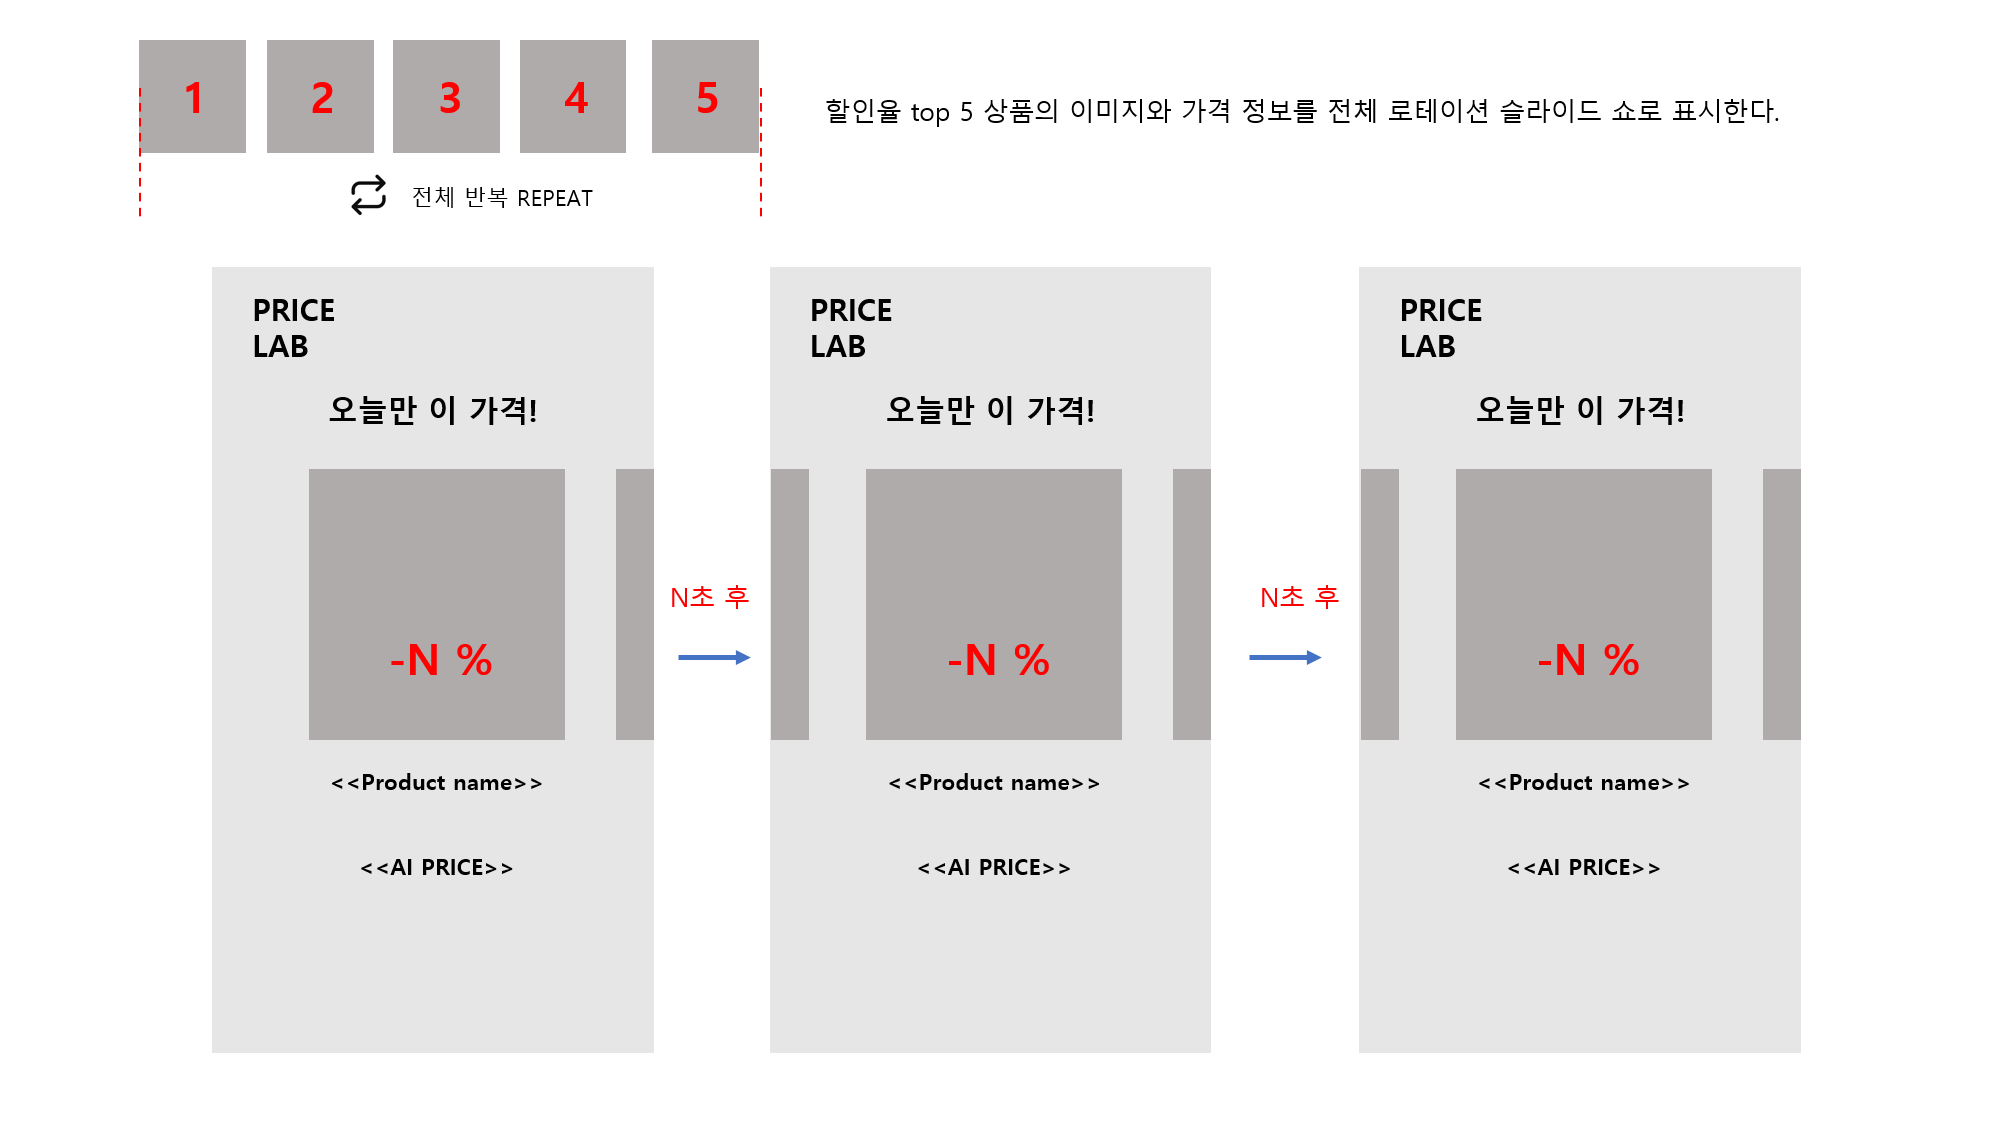 1 2 3 4 5
할인율 top 5 상품의 이미지와 가격 정보를 전체 로테이션 슬라이드 쇼로 표시한다.
전체 반복 REPEAT
PRICE
LAB
오늘만 이 가격!
-N %
<<Product name>>
<<AI PRICE>>
N초 후
PRICE
LAB
오늘만 이 가격!
-N %
<<Product name>>
<<AI PRICE>>
N초 후
PRICE
LAB
오늘만 이 가격!
-N %
<<Product name>>
<<AI PRICE>>